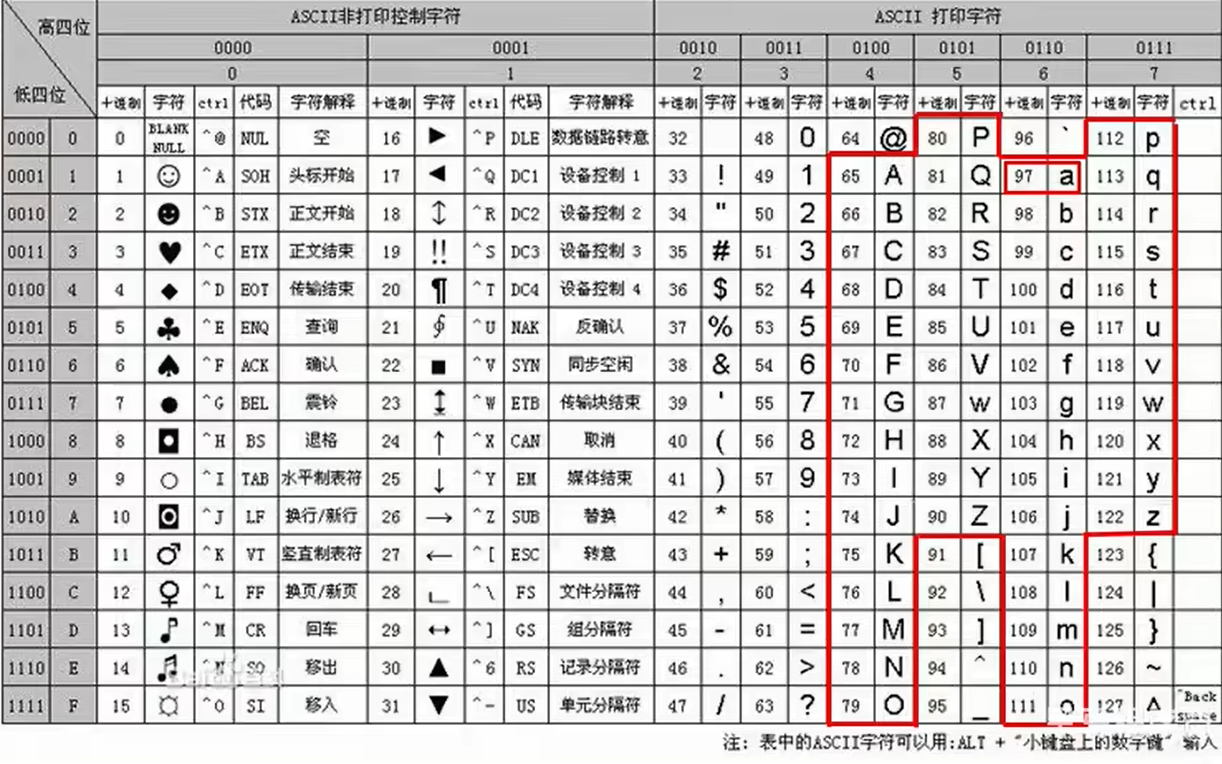 高四位 ASCII非打印控制字符 ASCII 打印字符
0000 0001 0010 0011 0100 0101 0110 0111
0 1 2 3 4 5 6 7
低四位
十进制 字符 ctrl 代码 字符解释 十进制 字符 ctrl 代码 字符解释 十进制 字符 十进制 字符 十进制 字符 十进制 字符 十进制 字符 十进制 字符 ctrl
0000 0 0 BLANK NULL ^@ NUL 空 16 ► ^P DLE 数据链路转意 32 48 0 64 @ 80 P 96 ` 112 p
0001 1 1 ☺ ^A SOH 头标开始 17 ◄ ^Q DC1 设备控制 1 33 ! 49 1 65 A 81 Q 97 a 113 q
0010 2 2 ☻ ^B STX 正文开始 18 ↕ ^R DC2 设备控制 2 34 " 50 2 66 B 82 R 98 b 114 r
0011 3 3 ♥ ^C ETX 正文结束 19 !! ^S DC3 设备控制 3 35 # 51 3 67 C 83 S 99 c 115 s
0100 4 4 ◆ ^D EOT 传输结束 20 ¶ ^T DC4 设备控制 4 36 $ 52 4 68 D 84 T 100 d 116 t
0101 5 5 ♣ ^E ENQ 查询 21 ∮ ^U NAK 反确认 37 % 53 5 69 E 85 U 101 e 117 u
0110 6 6 ♠ ^F ACK 确认 22 ■ ^V SYN 同步空闲 38 & 54 6 70 F 86 V 102 f 118 v
0111 7 7 ● ^G BEL 震铃 23 ↨ ^W ETB 传输块结束 39 ' 55 7 71 G 87 w 103 g 119 w
1000 8 8 ◘ ^H BS 退格 24 ↑ ^X CAN 取消 40 ( 56 8 72 H 88 X 104 h 120 x
1001 9 9 ○ ^I TAB 水平制表符 25 ↓ ^Y EM 媒体结束 41 ) 57 9 73 I 89 Y 105 i 121 y
1010 A 10 ◙ ^J LF 换行/新行 26 → ^Z SUB 替换 42 * 58 : 74 J 90 Z 106 j 122 z
1011 B 11 ♂ ^K VT 竖直制表符 27 ← ^[ ESC 转意 43 + 59 ; 75 K 91 [ 107 k 123 {
1100 C 12 ♀ ^L FF 换页/新页 28 ∟ ^\ FS 文件分隔符 44 , 60 < 76 L 92 \ 108 l 124 |
1101 D 13 ♪ ^M CR 回车 29 ↔ ^] GS 组分隔符 45 - 61 = 77 M 93 ] 109 m 125 }
1110 E 14 ♫ ^N SO 移出 30 ▲ ^6 RS 记录分隔符 46 . 62 > 78 N 94 ^ 110 n 126 ~
1111 F 15 ☼ ^O SI 移入 31 ▼ ^- US 单元分隔符 47 / 63 ? 79 O 95 _ 111 o 127 Δ ^Back space
注：表中的ASCII字符可以用:ALT + "小键盘上的数字键" 输入